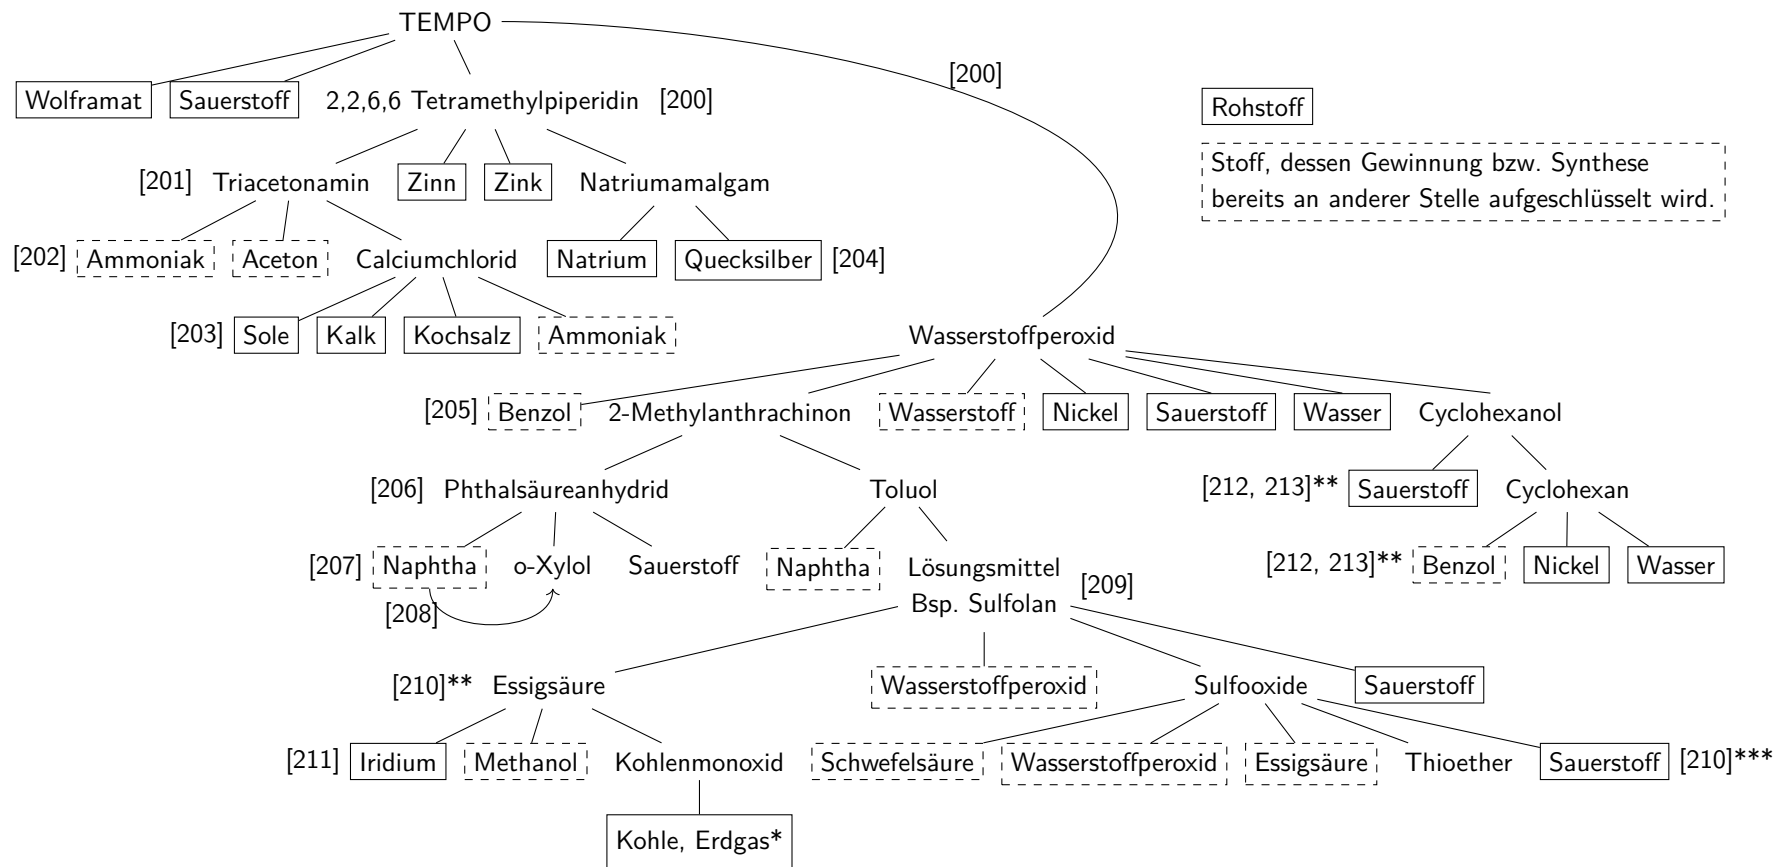 TEMPO
[200]
Wolframat Sauerstoff 2,2,6,6 Tetramethylpiperidin [200]
Rohstoff
Stoff, dessen Gewinnung bzw. Synthese
bereits an anderer Stelle aufgeschlüsselt wird.
[201] Triacetonamin Zinn Zink Natriumamalgam
[202] Ammoniak Aceton Calciumchlorid Natrium Quecksilber [204]
[203] Sole Kalk Kochsalz Ammoniak Wasserstoffperoxid
[205] Benzol 2-Methylanthrachinon Wasserstoff Nickel Sauerstoff Wasser Cyclohexanol
[206] Phthalsäureanhydrid Toluol [212, 213]** Sauerstoff Cyclohexan
[207] Naphtha o-Xylol Sauerstoff Naphtha Lösungsmittel
Bsp. Sulfolan
[209]
[212, 213]** Benzol Nickel Wasser
[208]
[210]** Essigsäure Wasserstoffperoxid Sulfooxide Sauerstoff
[211] Iridium Methanol Kohlenmonoxid Schwefelsäure Wasserstoffperoxid Essigsäure Thioether Sauerstoff [210]***
Kohle, Erdgas*